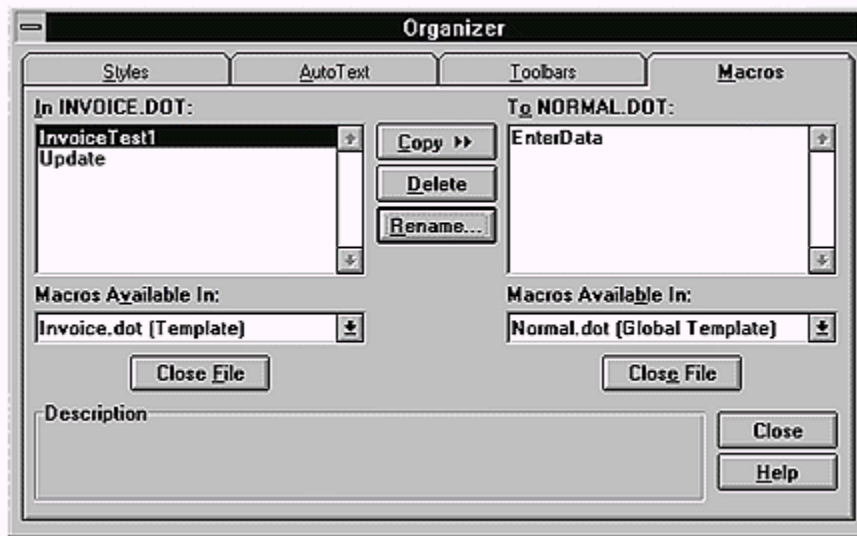 Organizer
Styles AutoText Toolbars Macros
In INVOICE.DOT: To NORMAL.DOT:
InvoiceTest1 Copy EnterData
Update
Delete
Rename...
Macros Available In: Macros Available In:
Invoice.dot (Template) Normal.dot (Global Template)
Close File Close File
Description
Close
Help